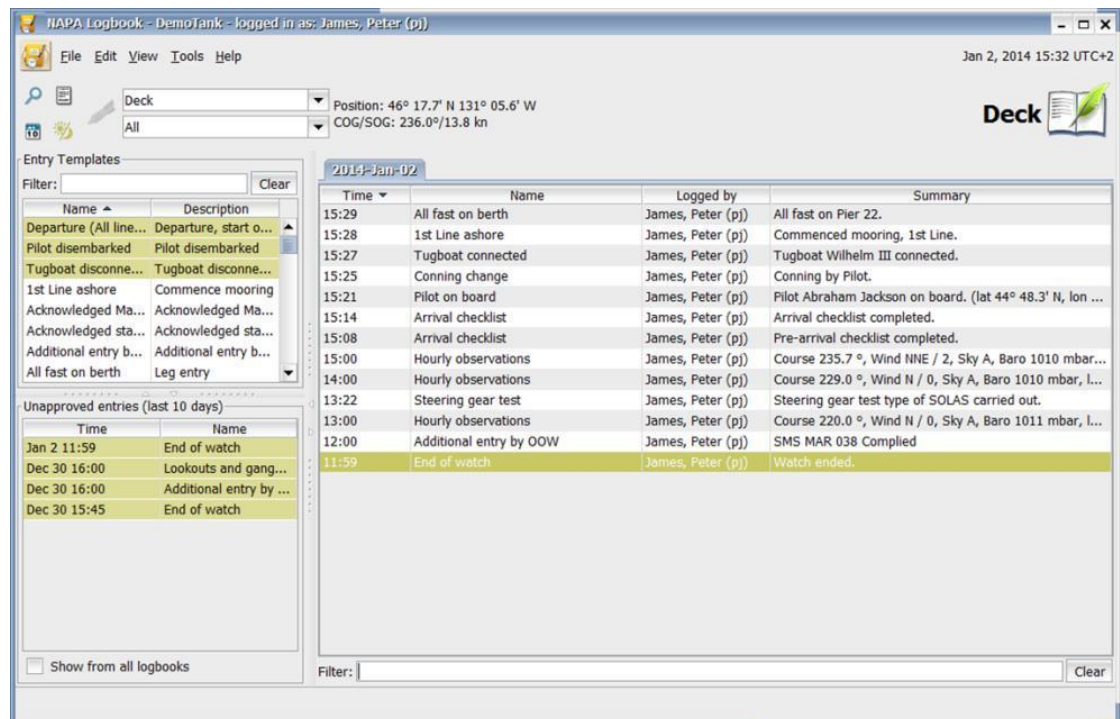 NAPA Logbook - DemoTank - logged in as: James, Peter (pj)
File Edit View Tools Help
Jan 2, 2014 15:32 UTC+2
Deck
All
Position: 46° 17.7' N 131° 05.6' W
COG/SOG: 236.0°/13.8 kn
Deck
10
Entry Templates
Filter: Clear
Name Description
Departure (All line... Departure, start o...
Pilot disembarked Pilot disembarked
Tugboat disconne... Tugboat disconne...
1st Line ashore Commence mooring
Acknowledged Ma... Acknowledged Ma...
Acknowledged sta... Acknowledged sta...
Additional entry b... Additional entry b...
All fast on berth Leg entry
Unapproved entries (last 10 days)
Time Name
Jan 2 11:59 End of watch
Dec 30 16:00 Lookouts and gang...
Dec 30 16:00 Additional entry by ...
Dec 30 15:45 End of watch
Show from all logbooks
2014-Jan-02
Time Name Logged by Summary
15:29 All fast on berth James, Peter (pj) All fast on Pier 22.
15:28 1st Line ashore James, Peter (pj) Commenced mooring, 1st Line.
15:27 Tugboat connected James, Peter (pj) Tugboat Wilhelm III connected.
15:25 Conning change James, Peter (pj) Conning by Pilot.
15:21 Pilot on board James, Peter (pj) Pilot Abraham Jackson on board. (lat 44° 48.3' N, lon ...
15:14 Arrival checklist James, Peter (pj) Arrival checklist completed.
15:08 Arrival checklist James, Peter (pj) Pre-arrival checklist completed.
15:00 Hourly observations James, Peter (pj) Course 235.7 °, Wind NNE / 2, Sky A, Baro 1010 mbar...
14:00 Hourly observations James, Peter (pj) Course 229.0 °, Wind N / 0, Sky A, Baro 1010 mbar, l...
13:22 Steering gear test James, Peter (pj) Steering gear test type of SOLAS carried out.
13:00 Hourly observations James, Peter (pj) Course 220.0 °, Wind N / 0, Sky A, Baro 1011 mbar, l...
12:00 Additional entry by OOW James, Peter (pj) SMS MAR 038 Complied
11:59 End of watch James, Peter (pj) Watch ended.
Filter: Clear